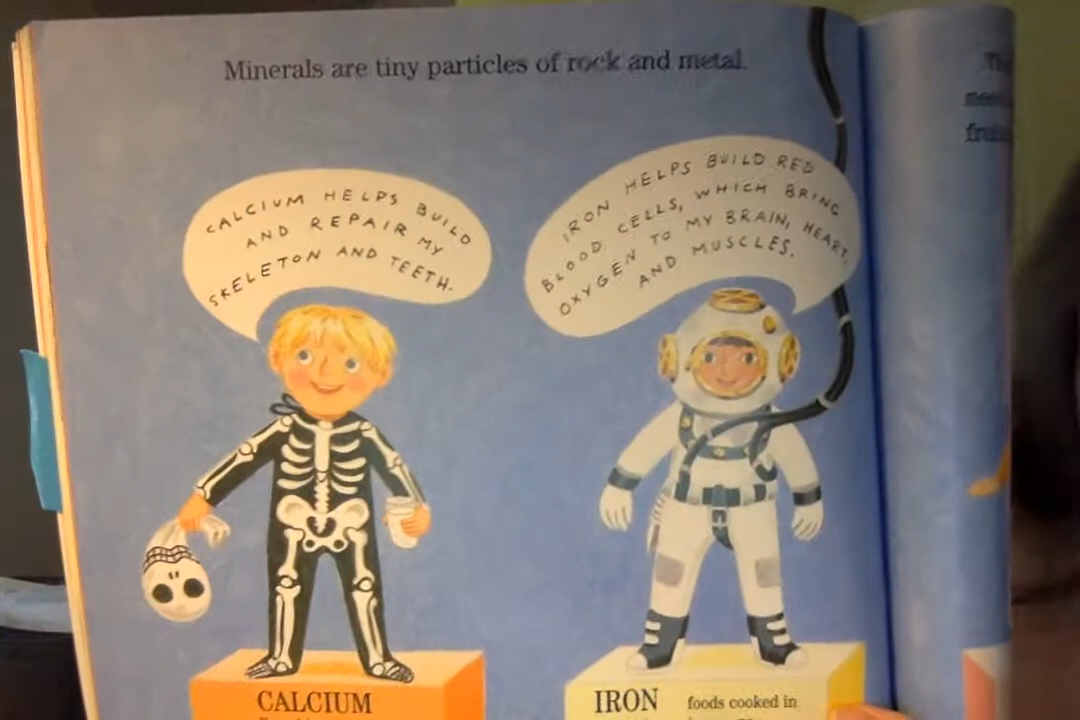 Minerals are tiny particles of rock and metal.
CALCIUM HELPS BUILD
AND REPAIR MY
SKELETON AND TEETH.
IRON HELPS BUILD RED
BLOOD CELLS, WHICH BRING
OXYGEN TO MY BRAIN, HEART,
AND MUSCLES.
CALCIUM
IRON foods cooked in